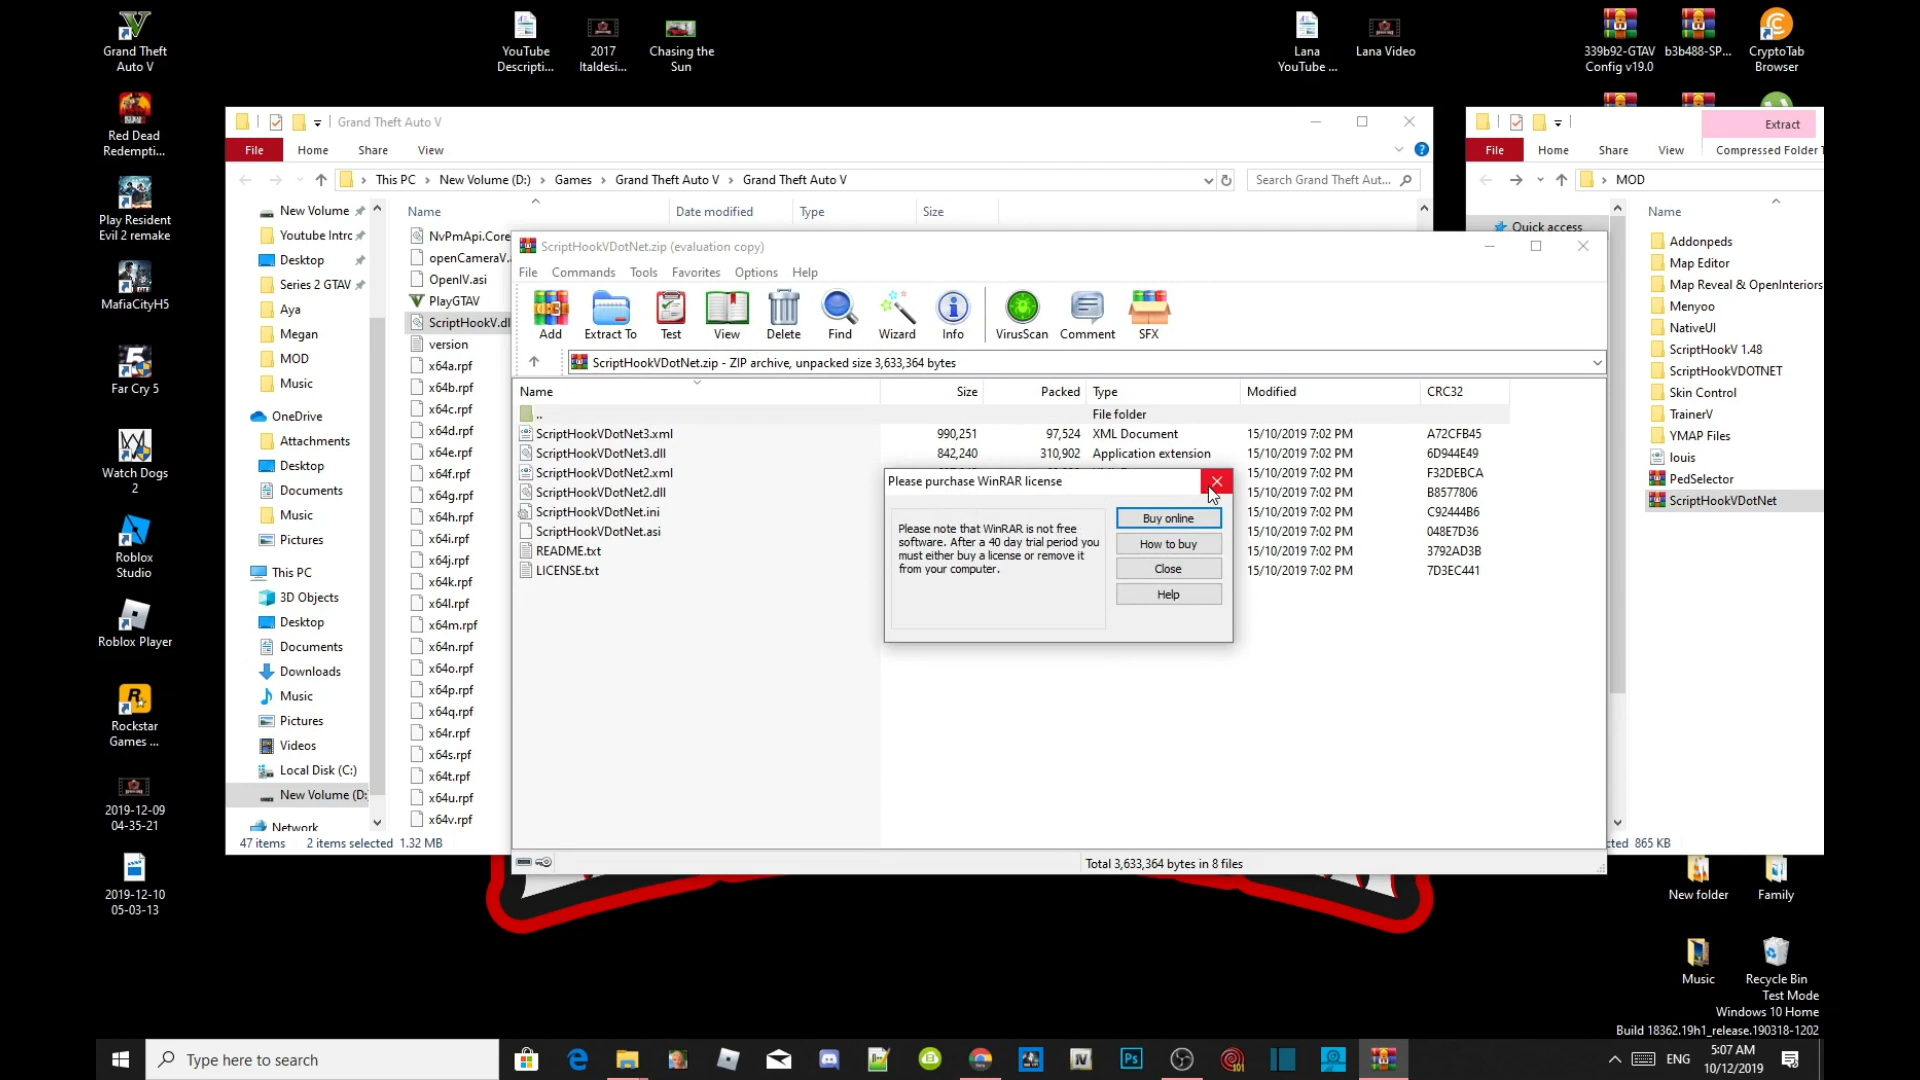 Grand Theft
Auto V
YouTube
Descripti...
2017
Italdesi...
Chasing the
Sun
Lana
YouTube ...
Lana Video
339b92-GTAV
Config v19.0
b3b488-SP...
CryptoTab
Browser
Red Dead
Redempti...
Play Resident
Evil 2 remake
MafiaCityH5
Far Cry 5
Watch Dogs
2
Roblox
Studio
Roblox Player
Rockstar
Games ...
2019-12-09
04-35-21
2019-12-10
05-03-13
Grand Theft Auto V
File Home Share View
This PC > New Volume (D:) > Games > Grand Theft Auto V > Grand Theft Auto V
Search Grand Theft Aut...
Name Date modified Type Size
New Volume
Youtube Intrc
Desktop
Series 2 GTAV
Aya
Megan
MOD
Music
OneDrive
Attachments
Desktop
Documents
Music
Pictures
This PC
3D Objects
Desktop
Documents
Downloads
Music
Pictures
Videos
Local Disk (C:)
New Volume (D:
Network
NvPmApi.Core
openCameraV.
OpenIV.asi
PlayGTAV
ScriptHookV.dl
version
x64a.rpf
x64b.rpf
x64c.rpf
x64d.rpf
x64e.rpf
x64f.rpf
x64g.rpf
x64h.rpf
x64i.rpf
x64j.rpf
x64k.rpf
x64l.rpf
x64m.rpf
x64n.rpf
x64o.rpf
x64p.rpf
x64q.rpf
x64r.rpf
x64s.rpf
x64t.rpf
x64u.rpf
x64v.rpf
47 items 2 items selected 1.32 MB
ScriptHookVDotNet.zip (evaluation copy)
File Commands Tools Favorites Options Help
Add Extract To Test View Delete Find Wizard Info VirusScan Comment SFX
ScriptHookVDotNet.zip - ZIP archive, unpacked size 3,633,364 bytes
Name Size Packed Type Modified CRC32
.. File folder
ScriptHookVDotNet3.xml 990,251 97,524 XML Document 15/10/2019 7:02 PM A72CFB45
ScriptHookVDotNet3.dll 842,240 310,902 Application extension 15/10/2019 7:02 PM 6D944E49
ScriptHookVDotNet2.xml 15/10/2019 7:02 PM F32DEBCA
ScriptHookVDotNet2.dll 15/10/2019 7:02 PM B8577806
ScriptHookVDotNet.ini 15/10/2019 7:02 PM C92444B6
ScriptHookVDotNet.asi 15/10/2019 7:02 PM 048E7D36
README.txt 15/10/2019 7:02 PM 3792AD3B
LICENSE.txt 15/10/2019 7:02 PM 7D3EC441
Total 3,633,364 bytes in 8 files
Please purchase WinRAR license
Please note that WinRAR is not free
software. After a 40 day trial period you
must either buy a license or remove it
from your computer.
Buy online
How to buy
Close
Help
Extract
File Home Share View Compressed Folder T
MOD
Quick access
Name
Addonpeds
Map Editor
Map Reveal & OpenInteriors
Menyoo
NativeUI
ScriptHookV 1.48
ScriptHookVDOTNET
Skin Control
TrainerV
YMAP Files
louis
PedSelector
ScriptHookVDotNet
cted 865 KB
New folder
Family
Music
Recycle Bin
Test Mode
Windows 10 Home
Build 18362.19h1_release.190318-1202
Type here to search
Ps
IV
101
ENG
5:07 AM
10/12/2019